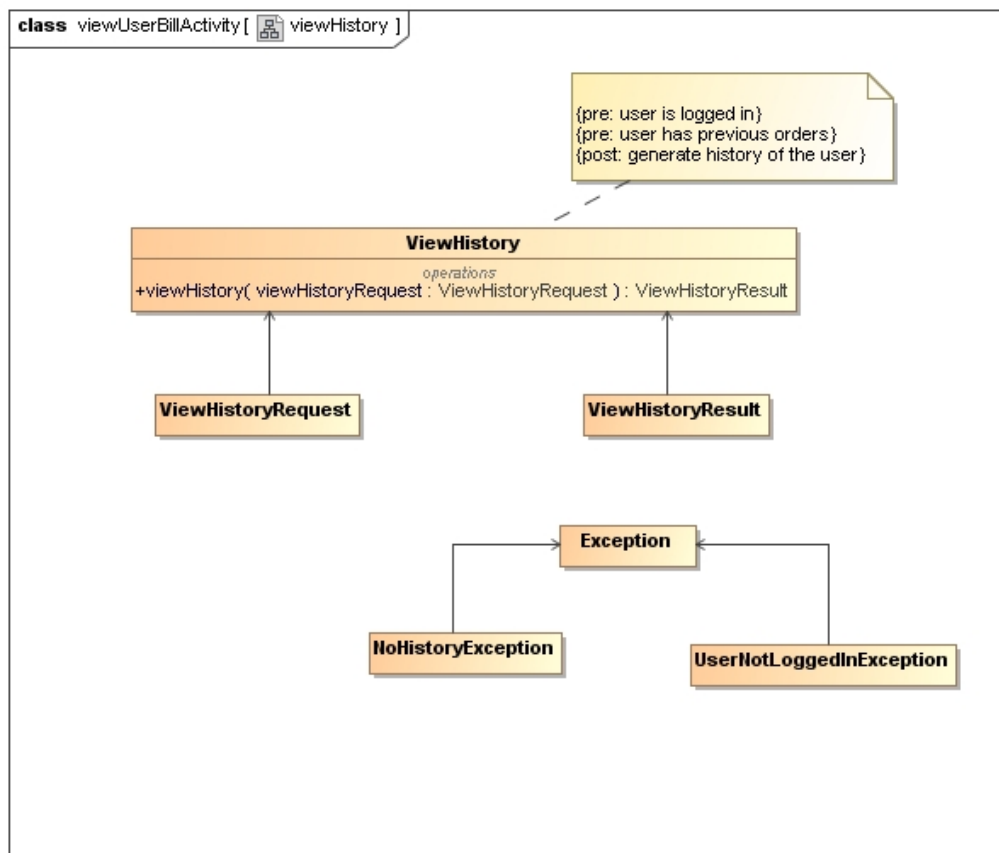 class viewUserBillActivity [ viewHistory ]
{pre: user is logged in}
{pre: user has previous orders}
{post: generate history of the user}
ViewHistory
operations
+viewHistory( viewHistoryRequest : ViewHistoryRequest ) : ViewHistoryResult
ViewHistoryRequest
ViewHistoryResult
Exception
NoHistoryException
UserNotLoggedInException